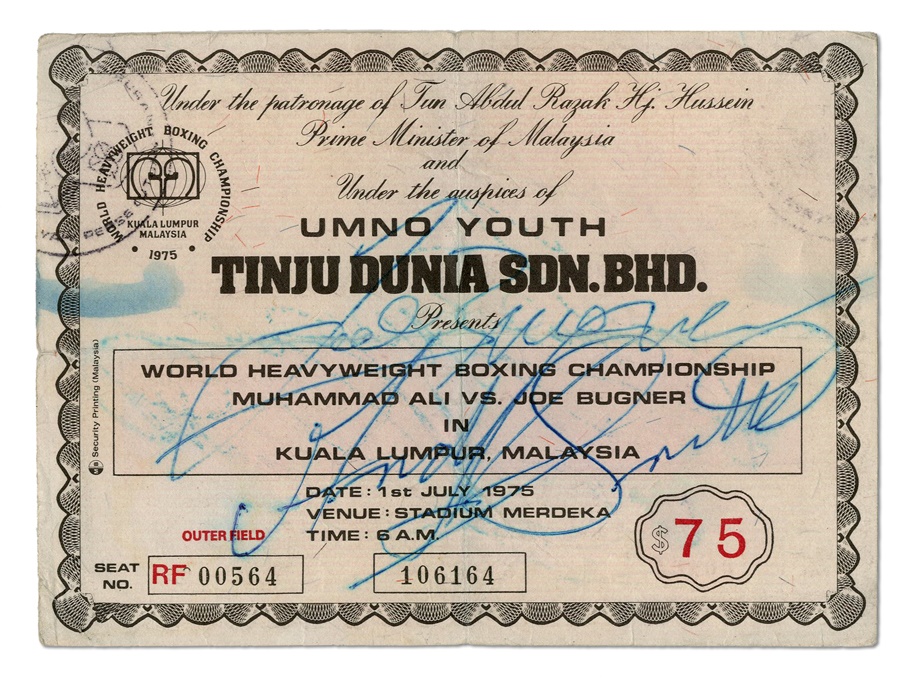 Under the patronage of Tun Abdul Razak Hj. Hussein
Prime Minister of Malaysia
and
Under the auspices of
WORLD HEAVYWEIGHT BOXING CHAMPIONSHIP
KUALA LUMPUR
MALAYSIA
• 1975 •
UMNO YOUTH
TINJU DUNIA SDN. BHD.
Presents
Joe Bugner
WORLD HEAVYWEIGHT BOXING CHAMPIONSHIP
MUHAMMAD ALI VS. JOE BUGNER
IN
KUALA LUMPUR, MALAYSIA
Security Printing (Malaysia)
DATE : 1st JULY 1975
VENUE : STADIUM MERDEKA
TIME : 6 A.M.
OUTER FIELD
SEAT NO.
RF 00564
106164
$75